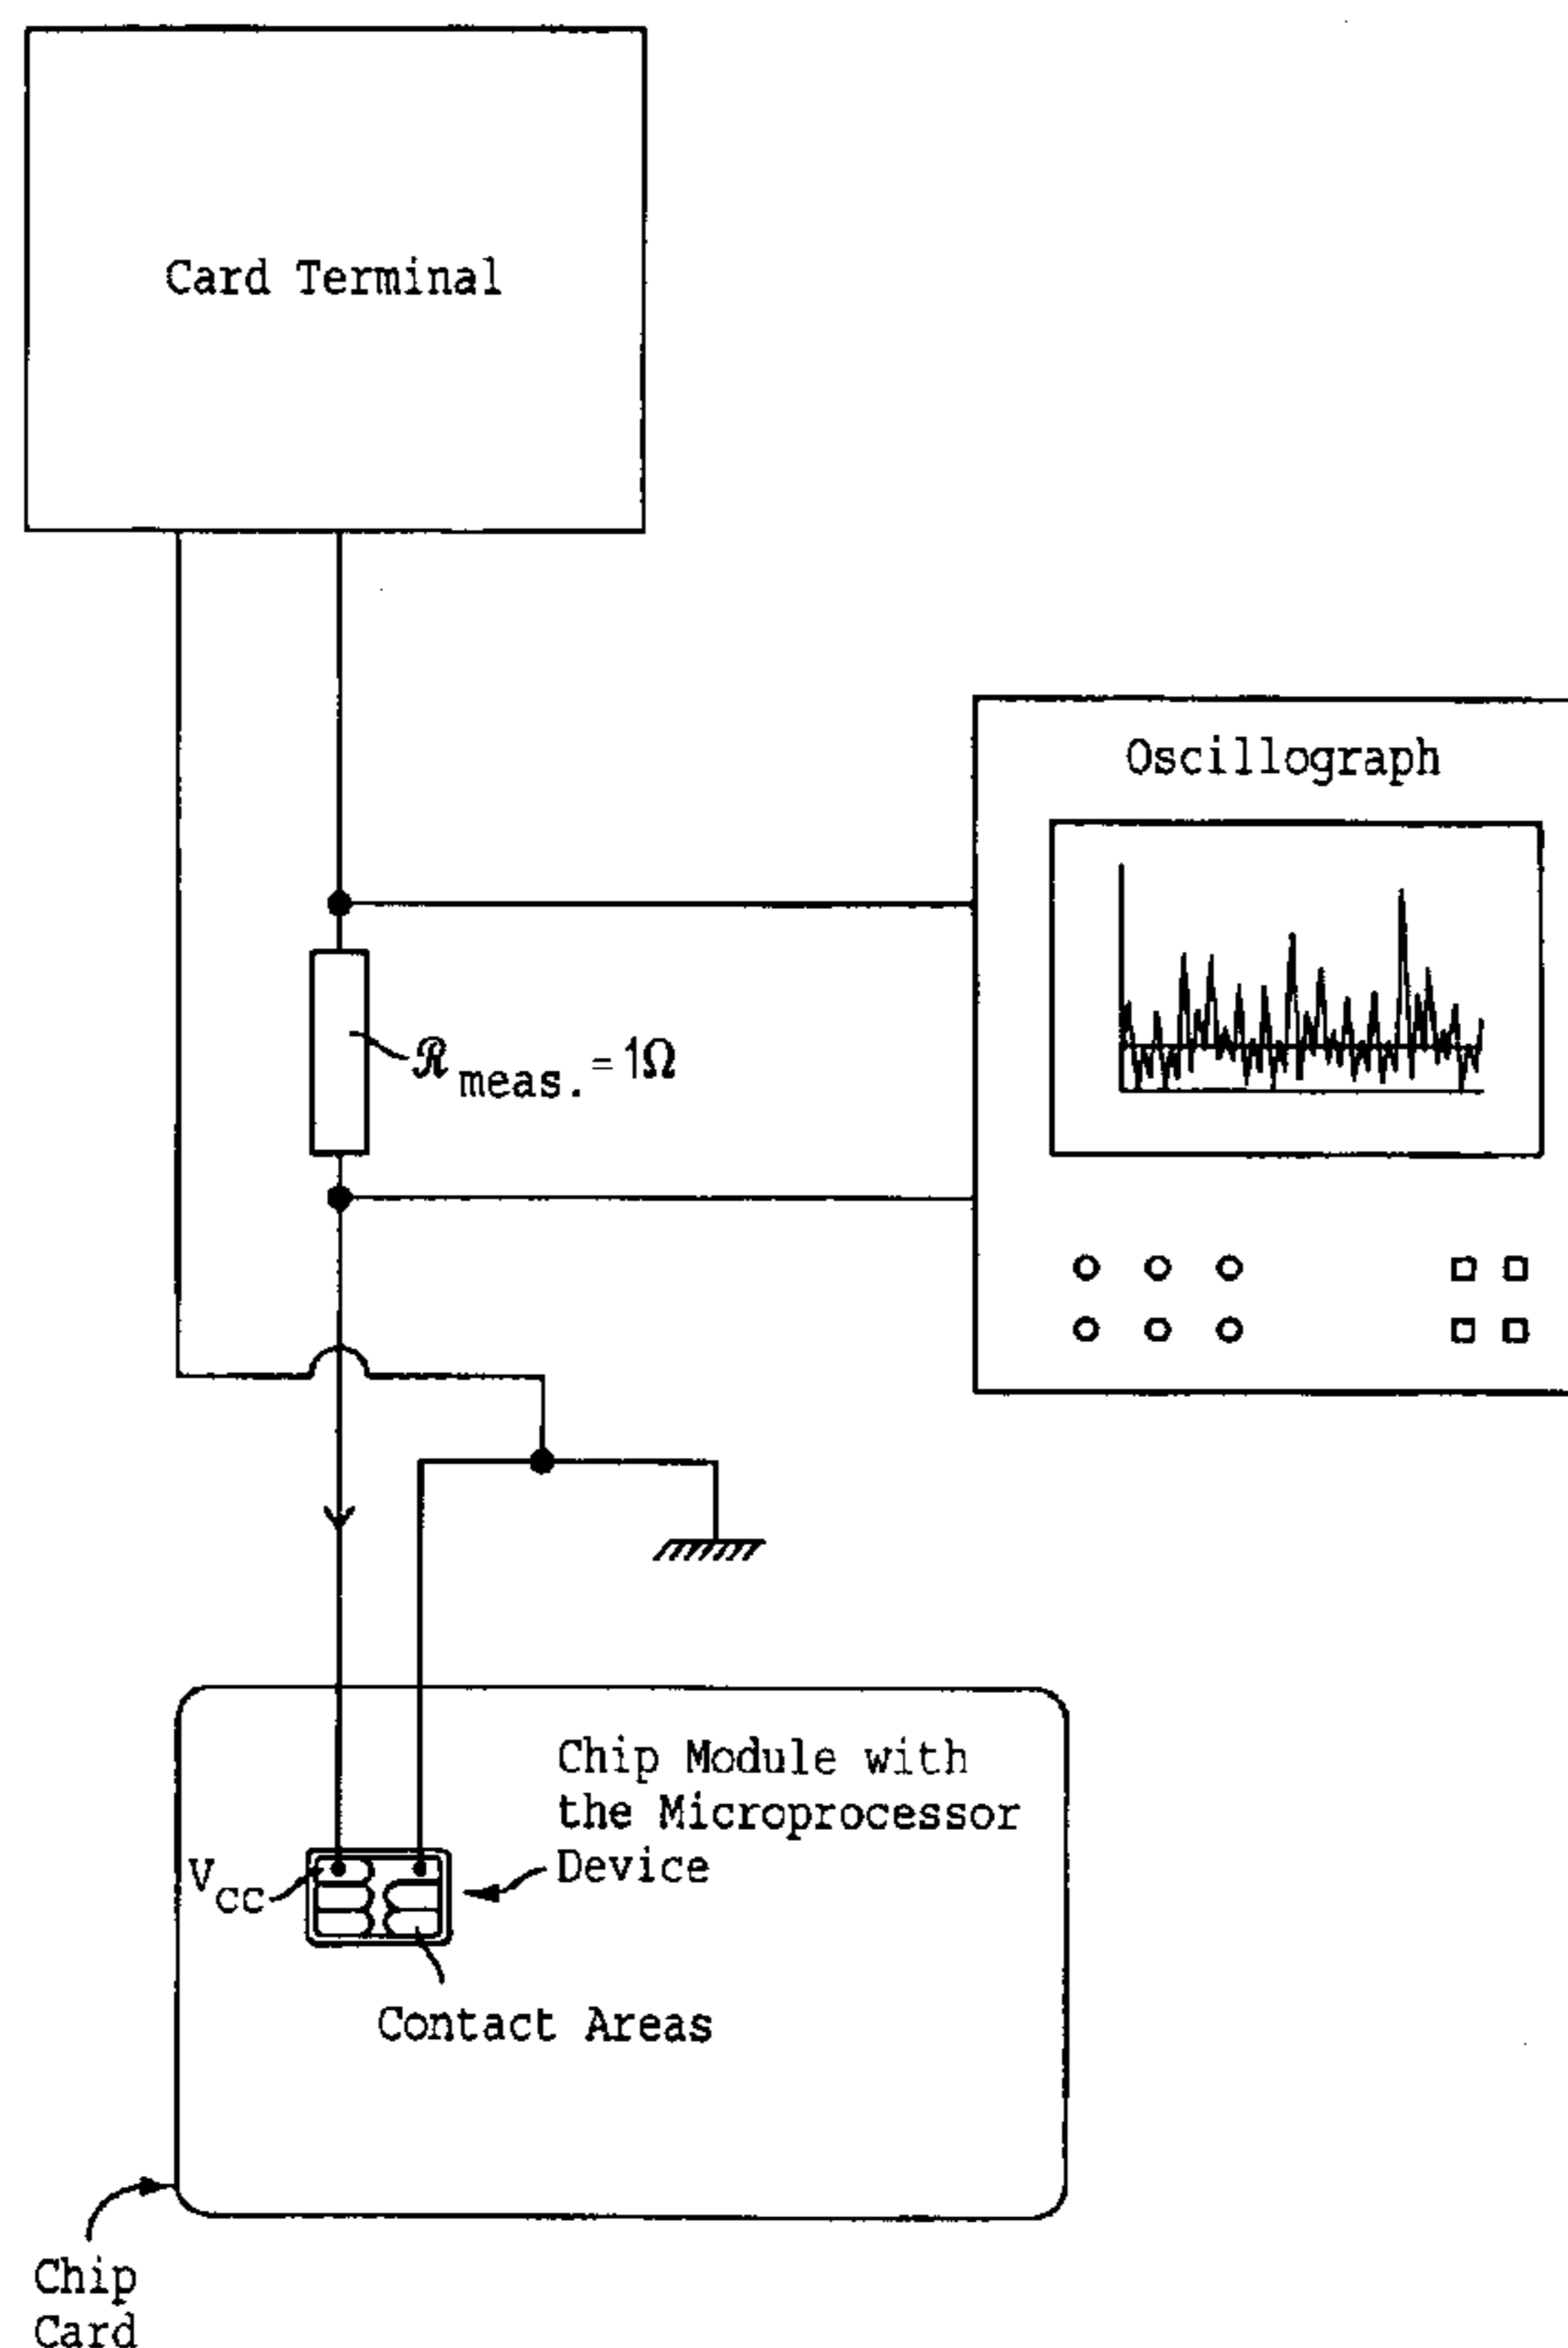 Card Terminal
Oscillograph
R meas. = 1Ω
Chip Module with
the Microprocessor
Device
VCC
Contact Areas
Chip
Card